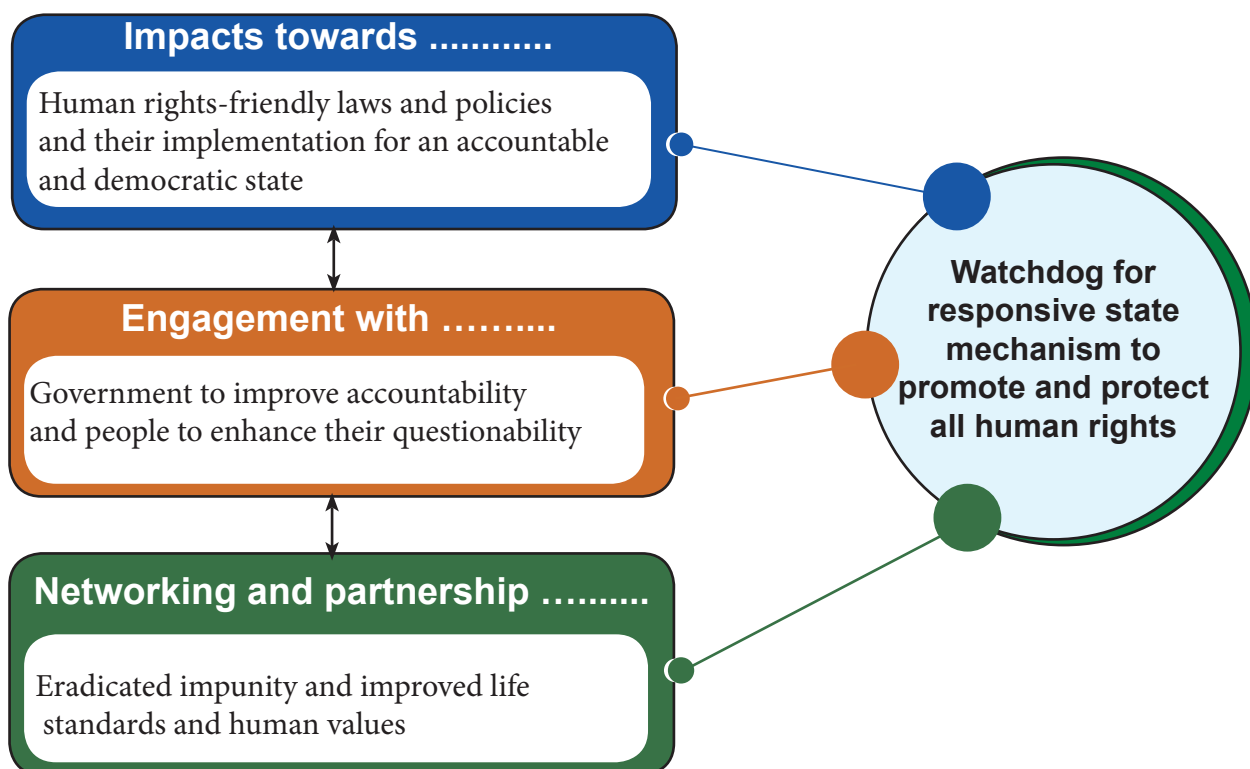 Impacts towards ............
Human rights-friendly laws and policies
and their implementation for an accountable
and democratic state
Engagement with ..........
Government to improve accountability
and people to enhance their questionability
Networking and partnership ..........
Eradicated impunity and improved life
standards and human values
Watchdog for
responsive state
mechanism to
promote and protect
all human rights